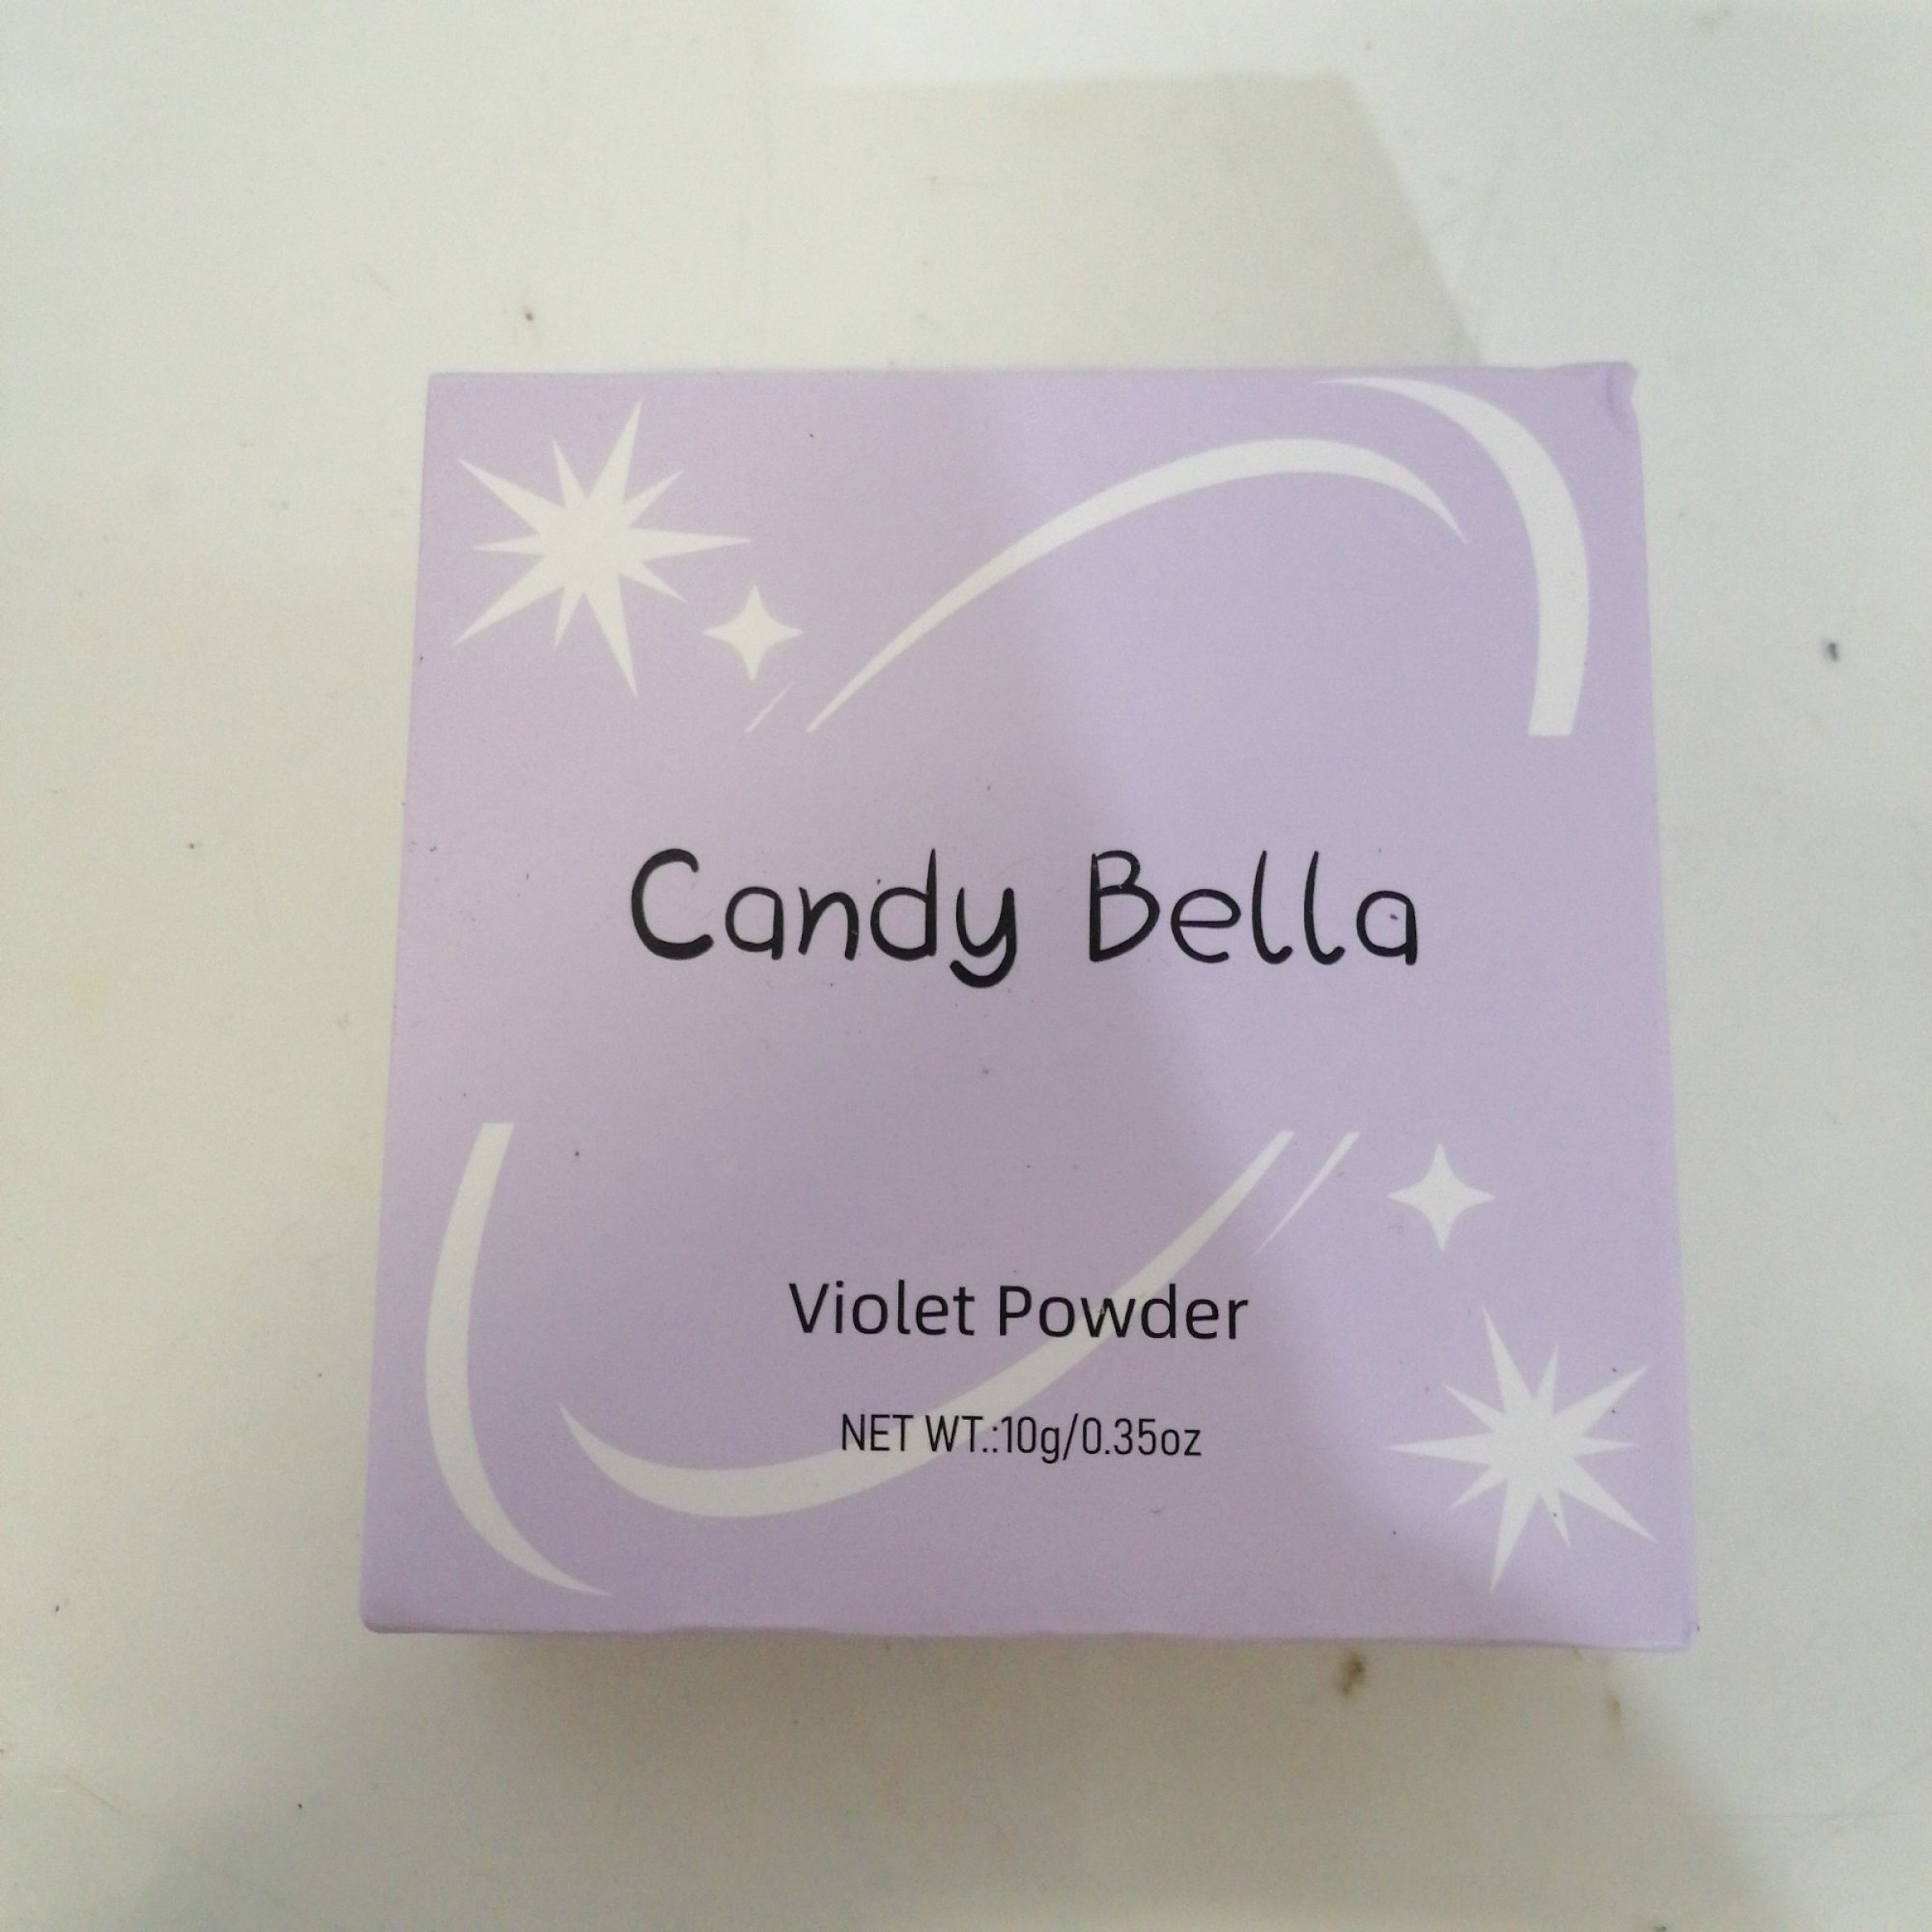 Candy Bella
Violet Powder
NET WT.:10g/0.35oz